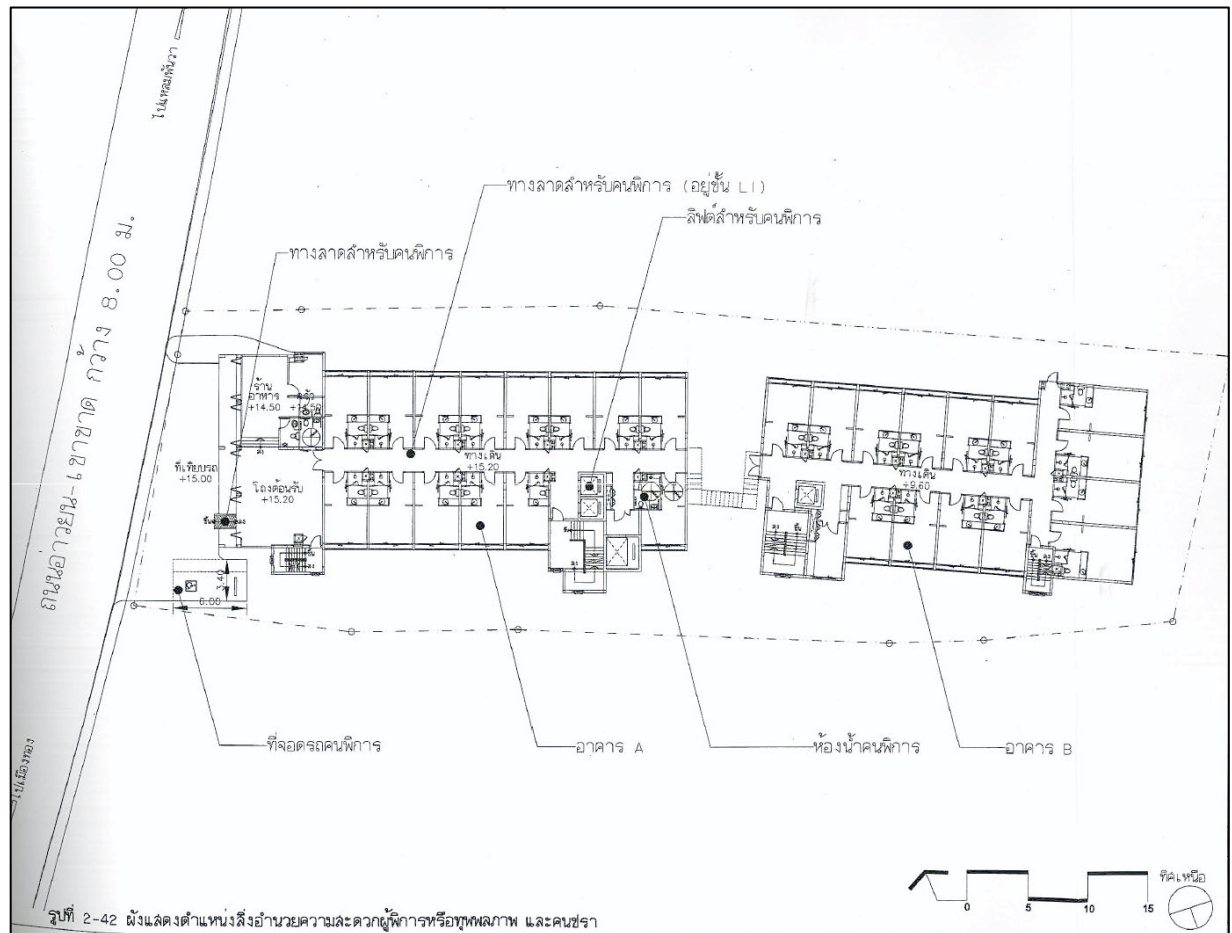 ไปแหลมพันวา
ทางลาดสำหรับคนพิการ (อยู่ชั้น L1)
ลิฟต์สำหรับคนพิการ
ทางลาดสำหรับคนพิการ
ถนนอ่าวยน-เขาขาด กว้าง 8.00 ม.
ร้าน
อาหาร
+14.50
ครัว
+14.50
ทางเดิน
+15.20
ที่เทียบรถ
+15.00
โถงต้อนรับ
+15.20
ทางเดิน
+9.60
3.40
6.00
ที่จอดรถคนพิการ
อาคาร A
ห้องน้ำคนพิการ
อาคาร B
ทิศเหนือ
0 5 10 15
รูปที่ 2-42 ผังแสดงตำแหน่งสิ่งอำนวยความสะดวกผู้พิการหรือทุพพลภาพ และคนชรา